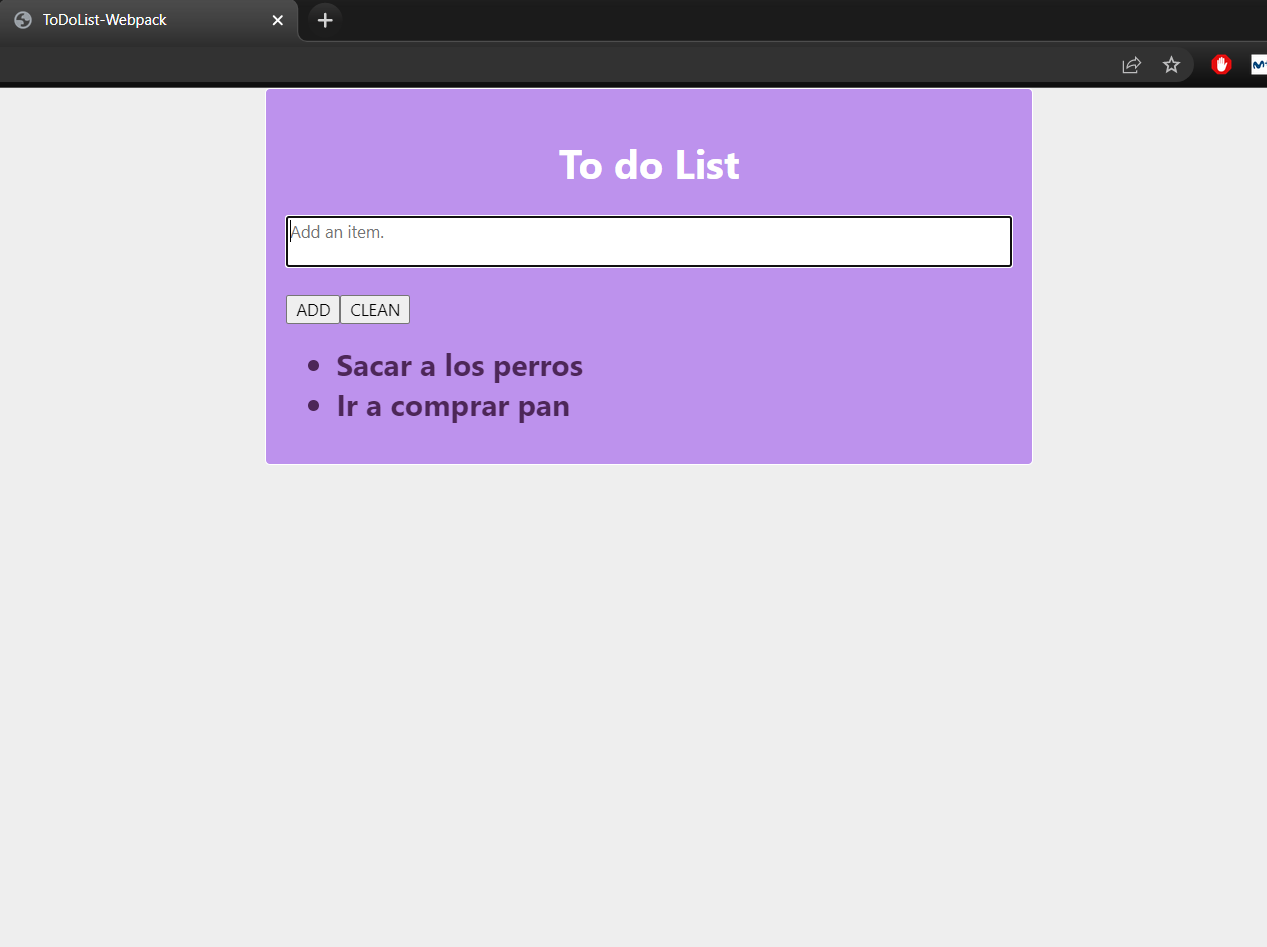 ToDoList-Webpack
To do List
Add an item.
ADD CLEAN
Sacar a los perros
Ir a comprar pan